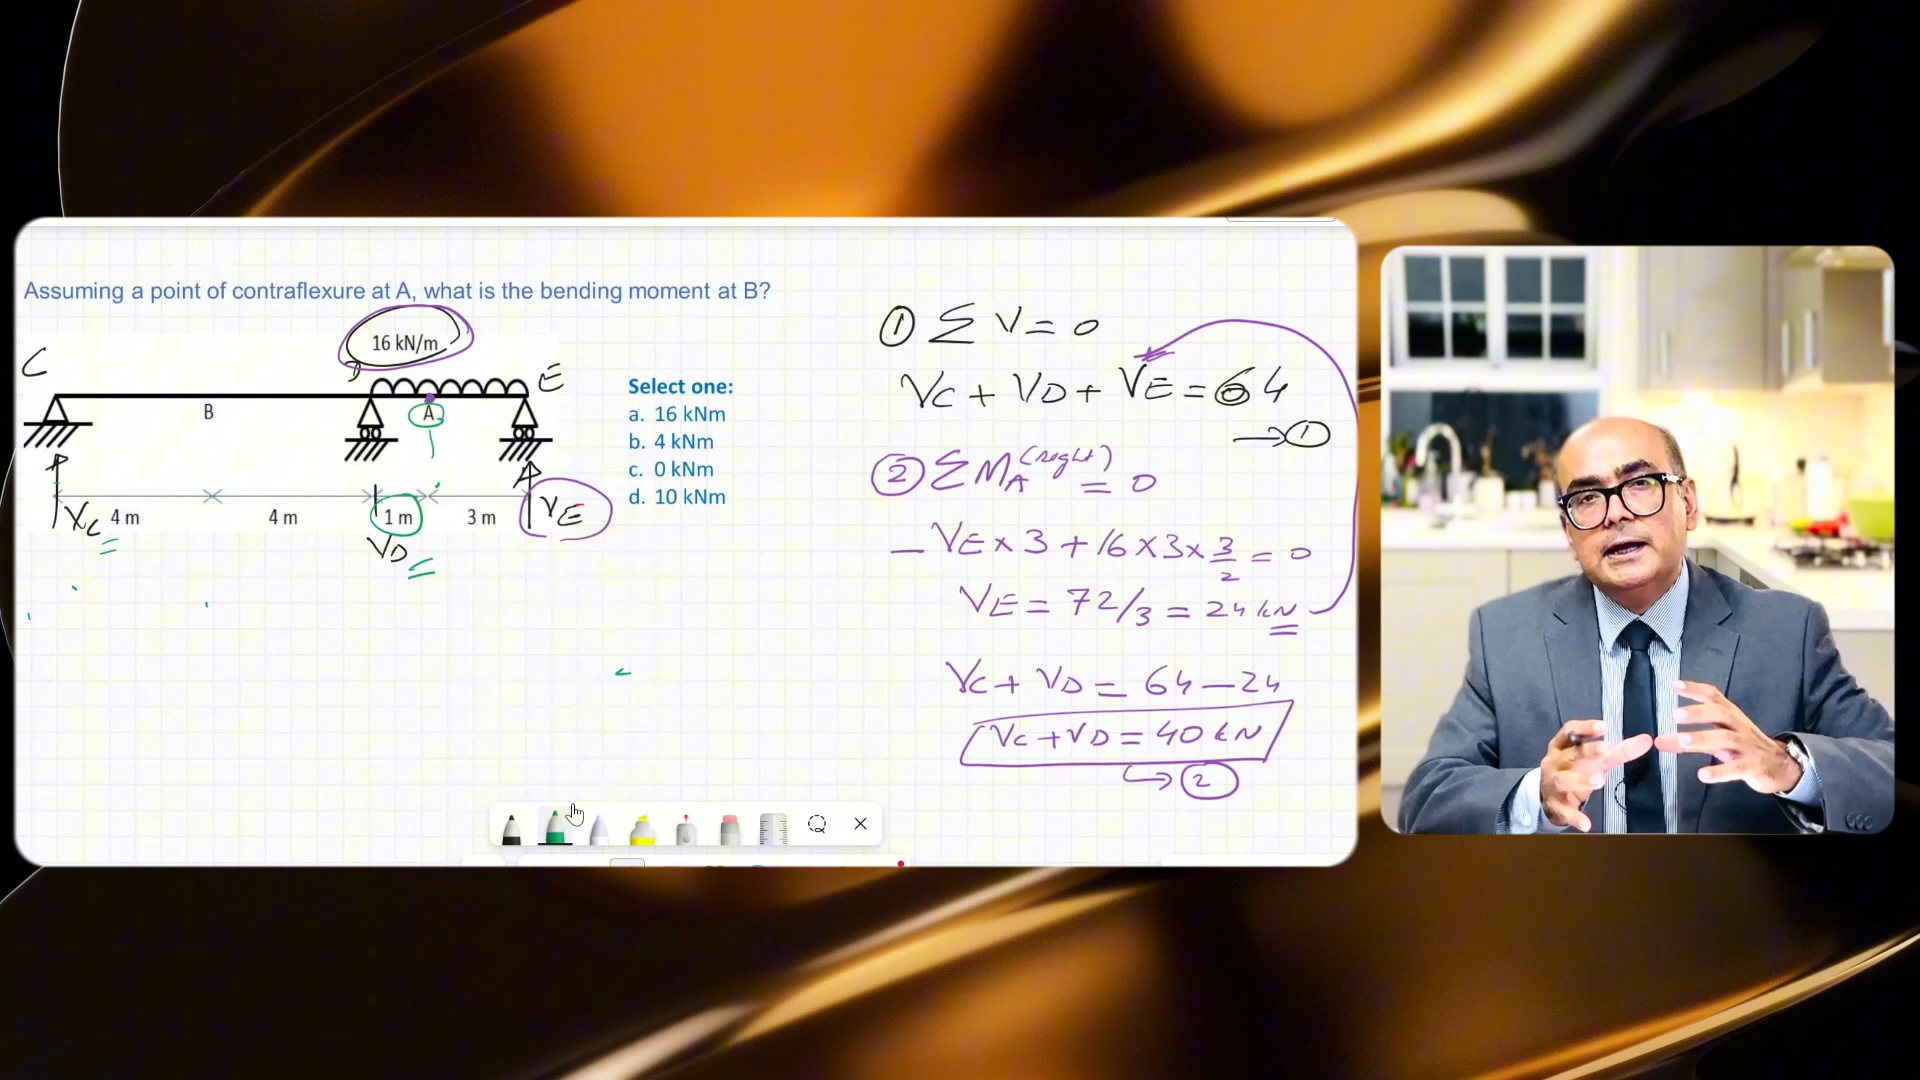 Assuming a point of contraflexure at A, what is the bending moment at B?
16 kN/m
C
D
E
B
A
Select one:
a. 16 kNm
b. 4 kNm
c. 0 kNm
d. 10 kNm
4 m
4 m
1 m
3 m
VC
VD
VE
① ΣV = 0
VC + VD + VE = 64
→ ①
② ΣMA (right) = 0
- VE × 3 + 16 × 3 × 3/2 = 0
VE = 72/3 = 24 kN
VC + VD = 64 - 24
VC + VD = 40 kN
↪ ②